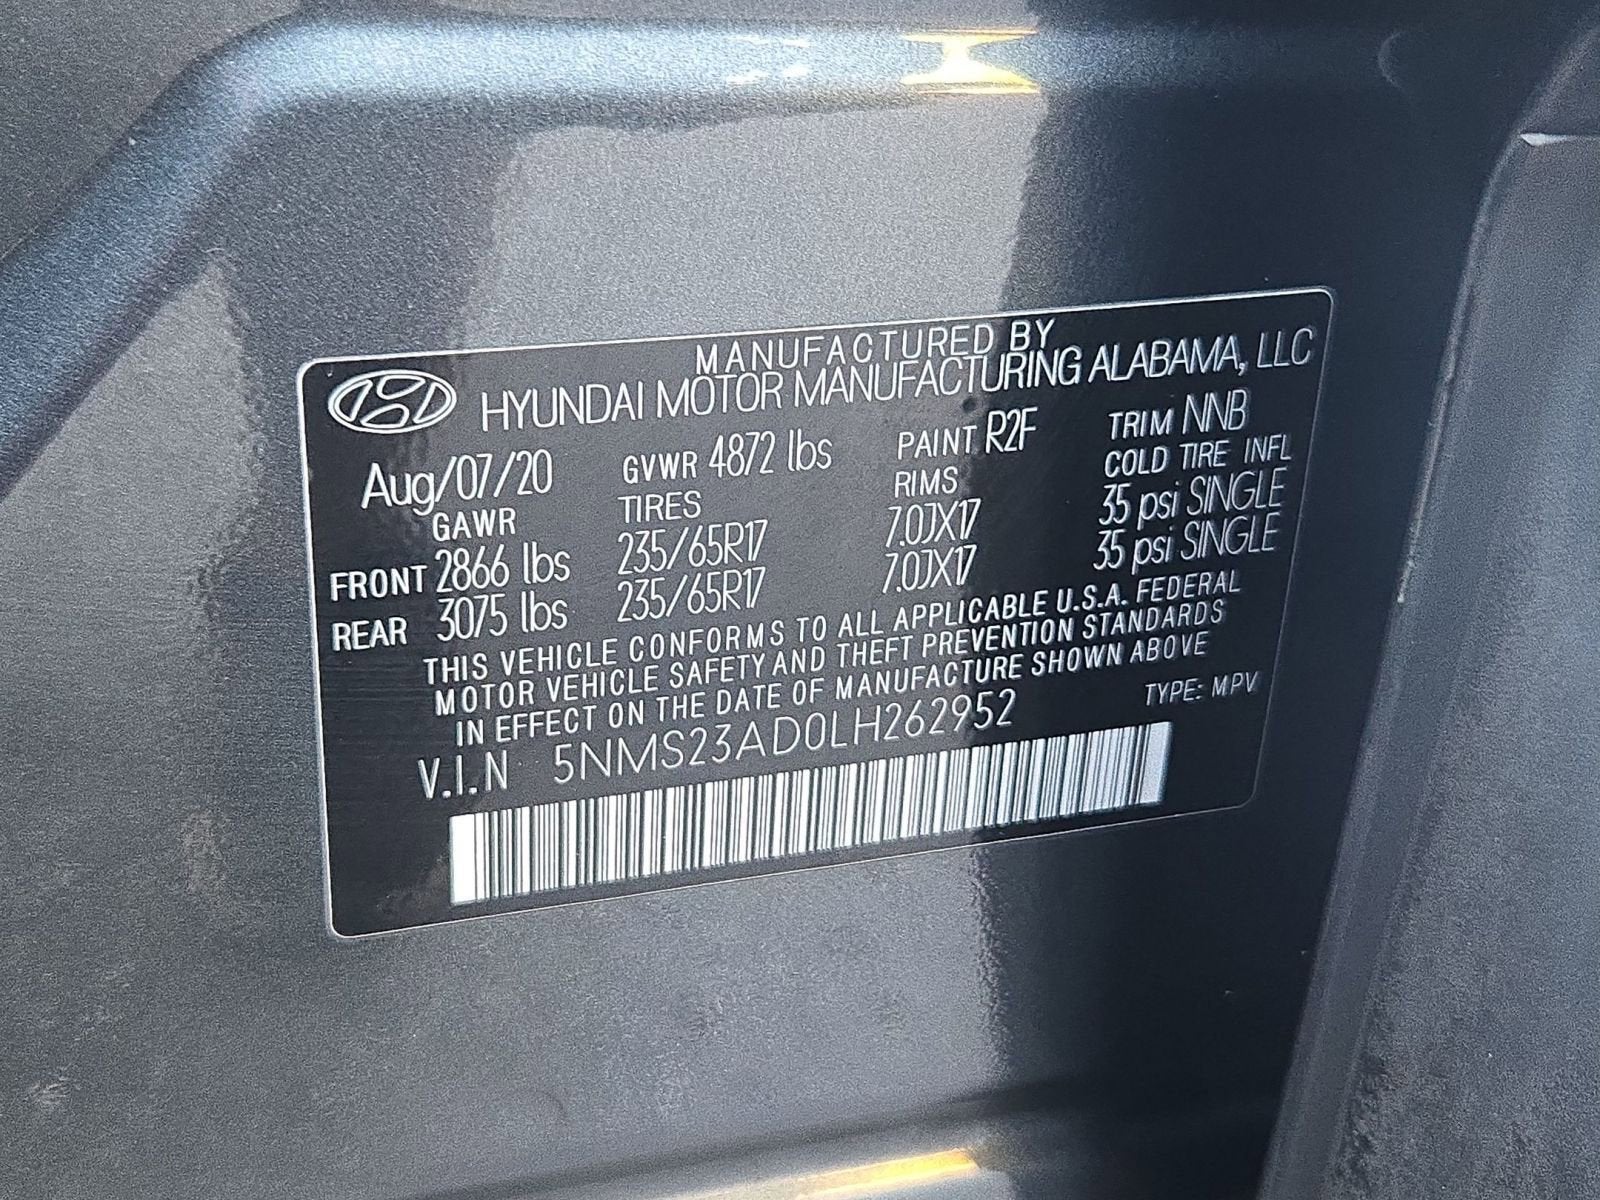 MANUFACTURED BY
HYUNDAI MOTOR MANUFACTURING ALABAMA, LLC
Aug/07/20 GVWR 4872 lbs PAINT R2F TRIM NNB
GAWR TIRES RIMS COLD TIRE INFL
FRONT 2866 lbs 235/65R17 7.0JX17 35 psi SINGLE
REAR 3075 lbs 235/65R17 7.0JX17 35 psi SINGLE
THIS VEHICLE CONFORMS TO ALL APPLICABLE U.S.A. FEDERAL
MOTOR VEHICLE SAFETY AND THEFT PREVENTION STANDARDS
IN EFFECT ON THE DATE OF MANUFACTURE SHOWN ABOVE
V.I.N 5NMS23AD0LH262952 TYPE: MPV